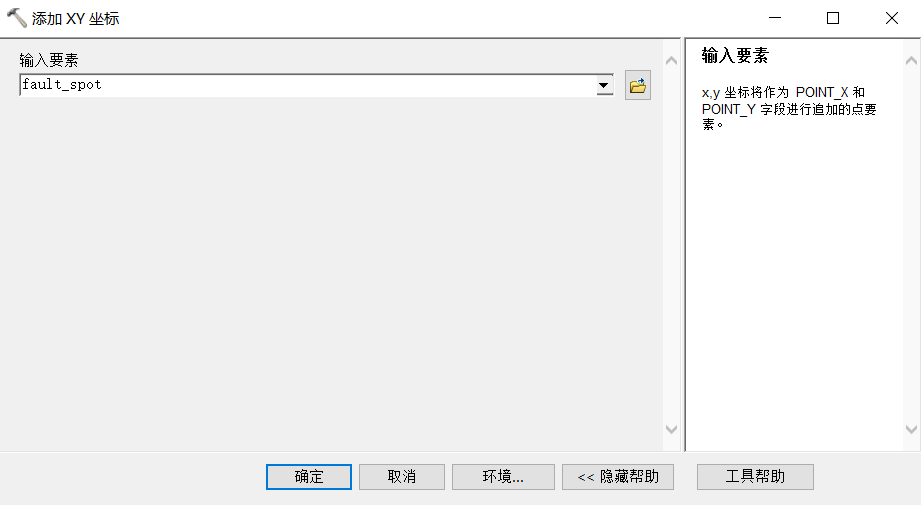 添加 XY 坐标
输入要素
fault_spot
输入要素
x,y 坐标将作为 POINT_X 和
POINT_Y 字段进行追加的点要
素。
确定
取消
环境...
<< 隐藏帮助
工具帮助